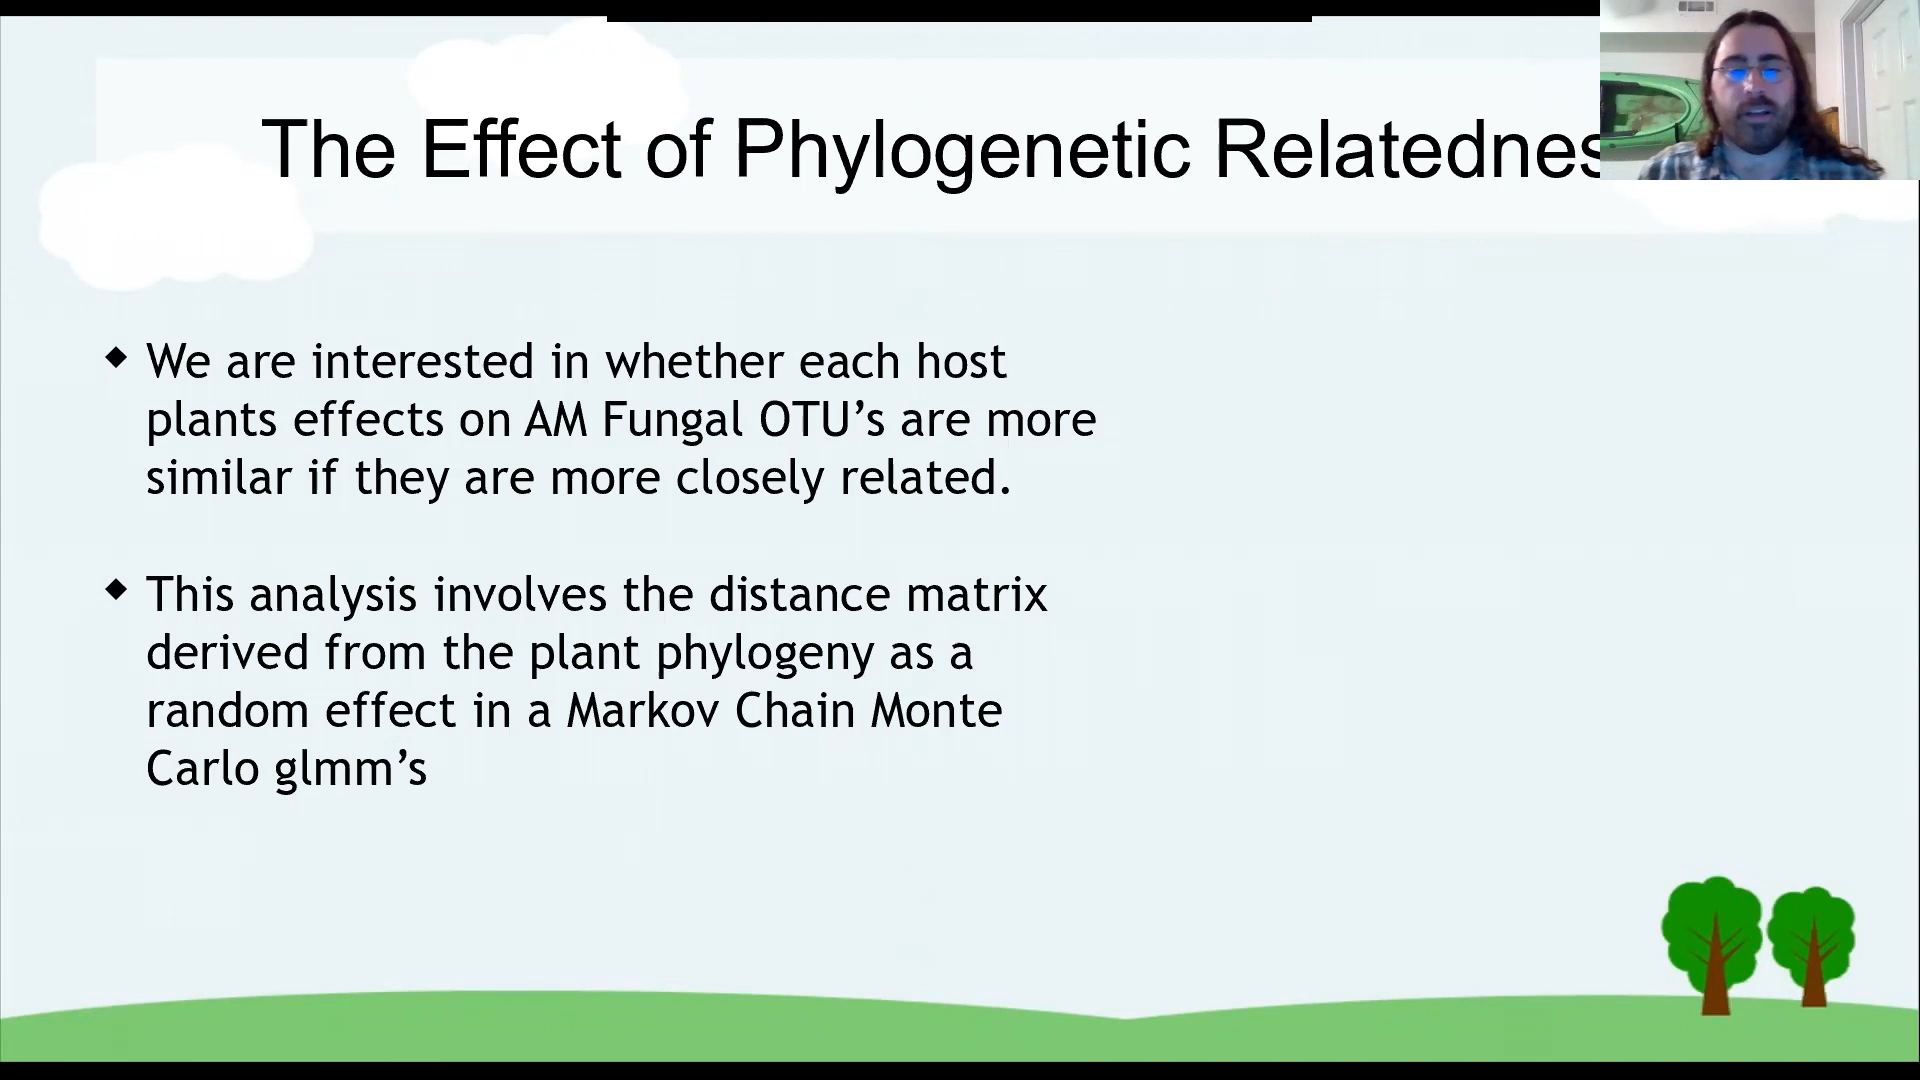 The Effect of Phylogenetic Relatednes
We are interested in whether each host
plants effects on AM Fungal OTU’s are more
similar if they are more closely related.
This analysis involves the distance matrix
derived from the plant phylogeny as a
random effect in a Markov Chain Monte
Carlo glmm’s